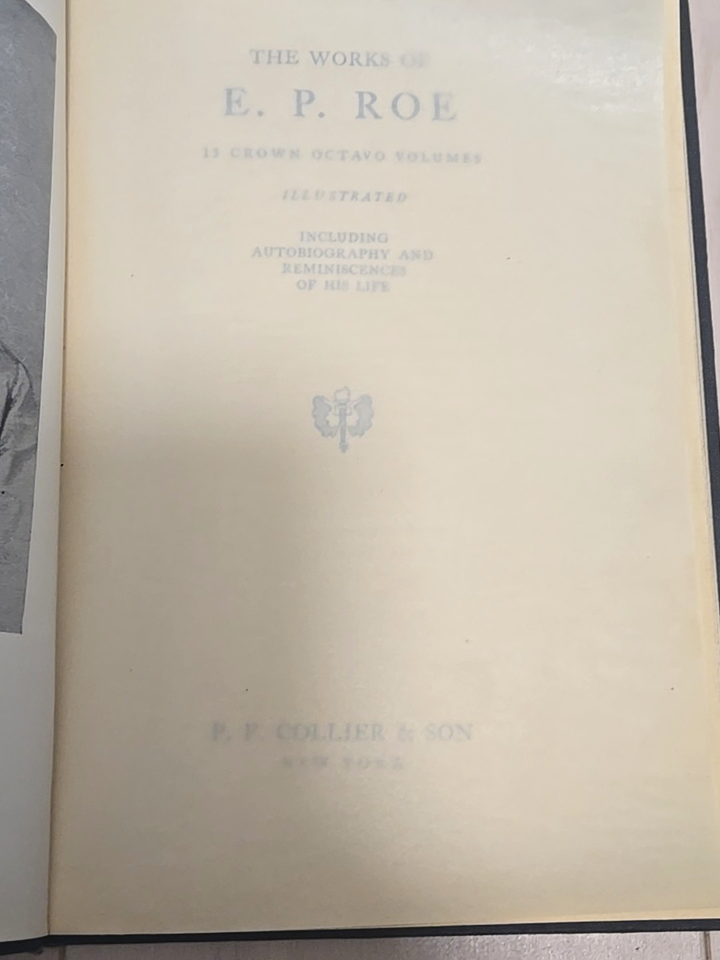 THE WORKS OF
E. P. ROE
15 CROWN OCTAVO VOLUMES
ILLUSTRATED
INCLUDING
AUTOBIOGRAPHY AND
REMINISCENCES
OF HIS LIFE
P. F. COLLIER & SON
NEW YORK